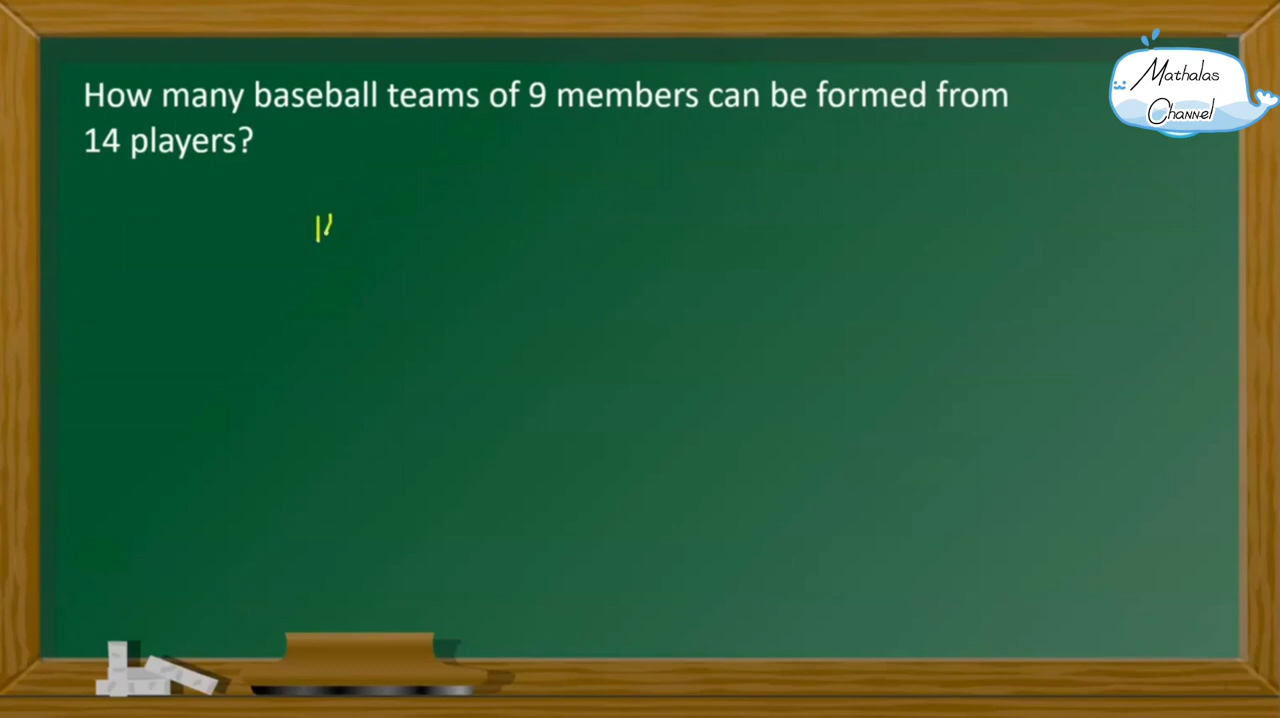 How many baseball teams of 9 members can be formed from
14 players?
Mathalas
Channel